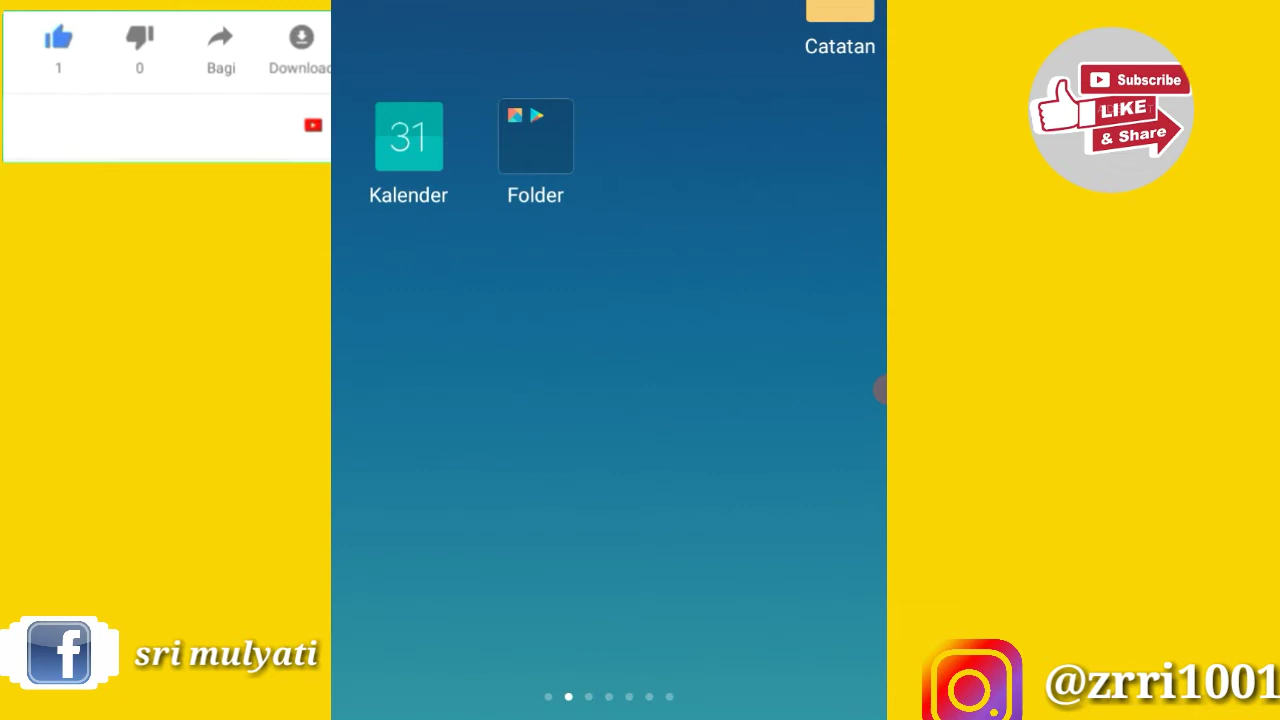 1
0
Bagi
Download
Catatan
31
Kalender
Folder
Subscribe
LIKE
& Share
sri mulyati
@zrri1001